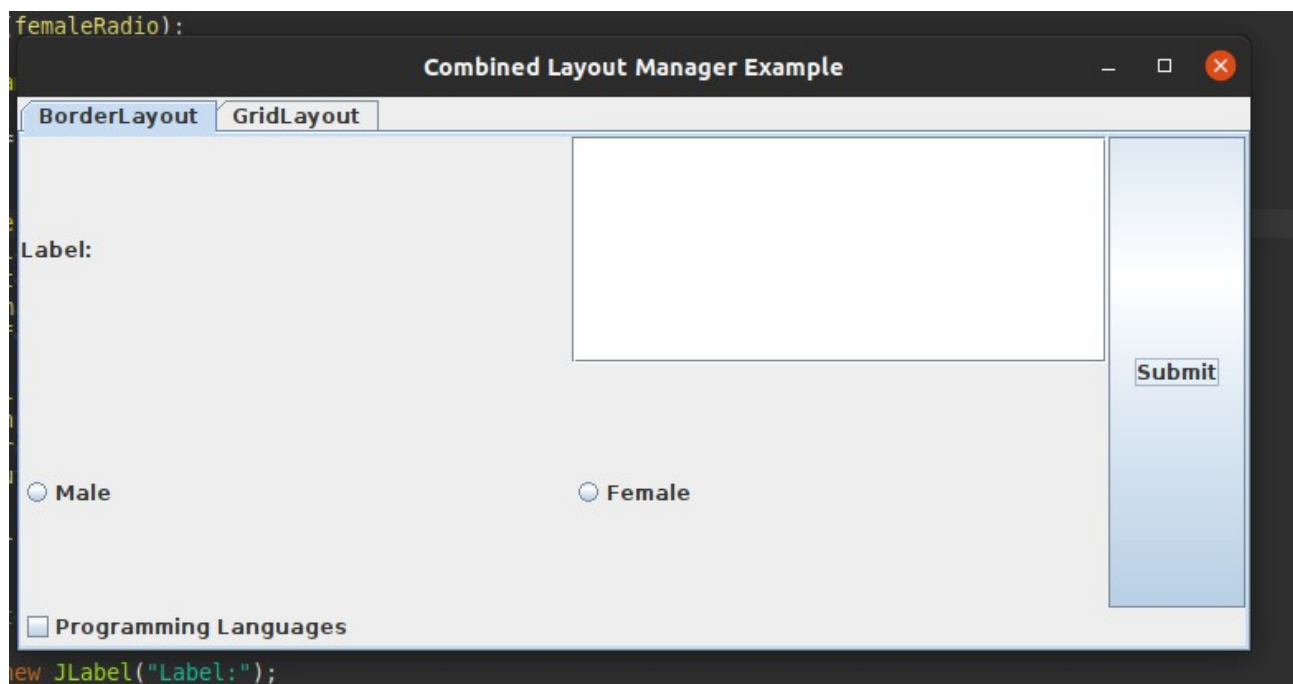 (femaleRadio):
Combined Layout Manager Example
BorderLayout GridLayout
Label:
Submit
Male Female
Programming Languages
new JLabel("Label:");